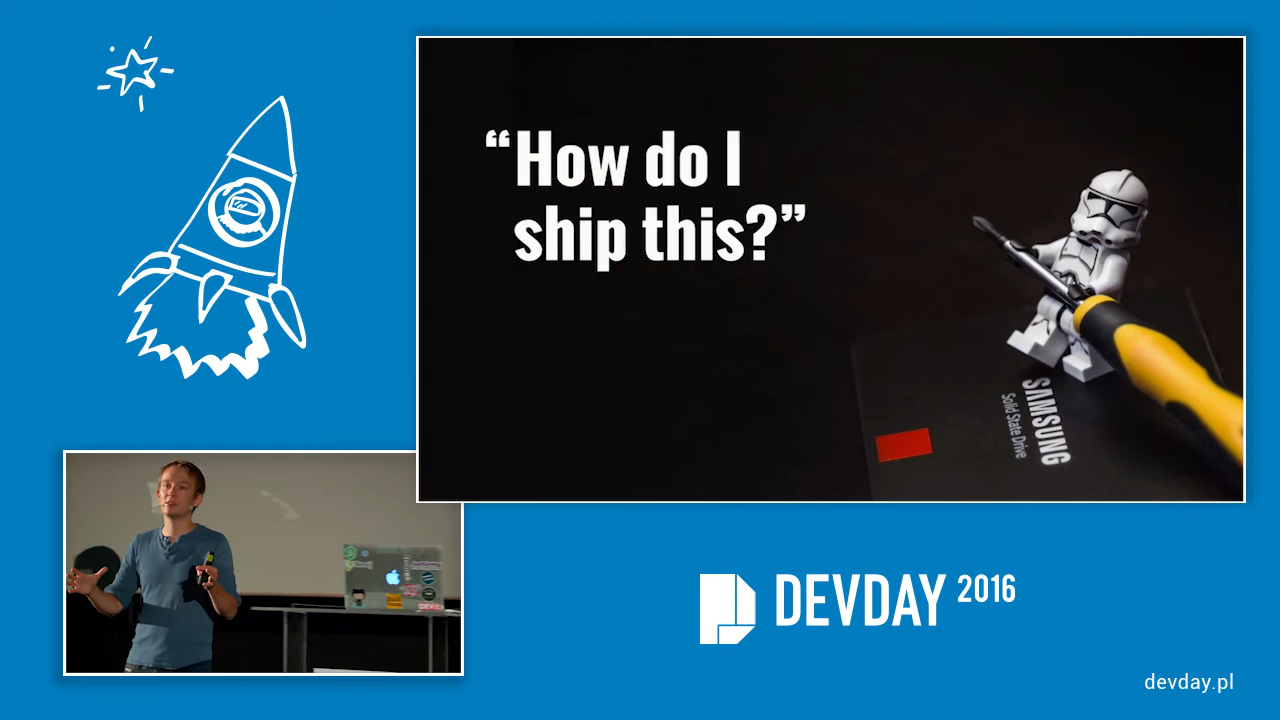 “How do I
ship this?”
SAMSUNG
Solid State Drive
DEVDAY 2016
devday.pl